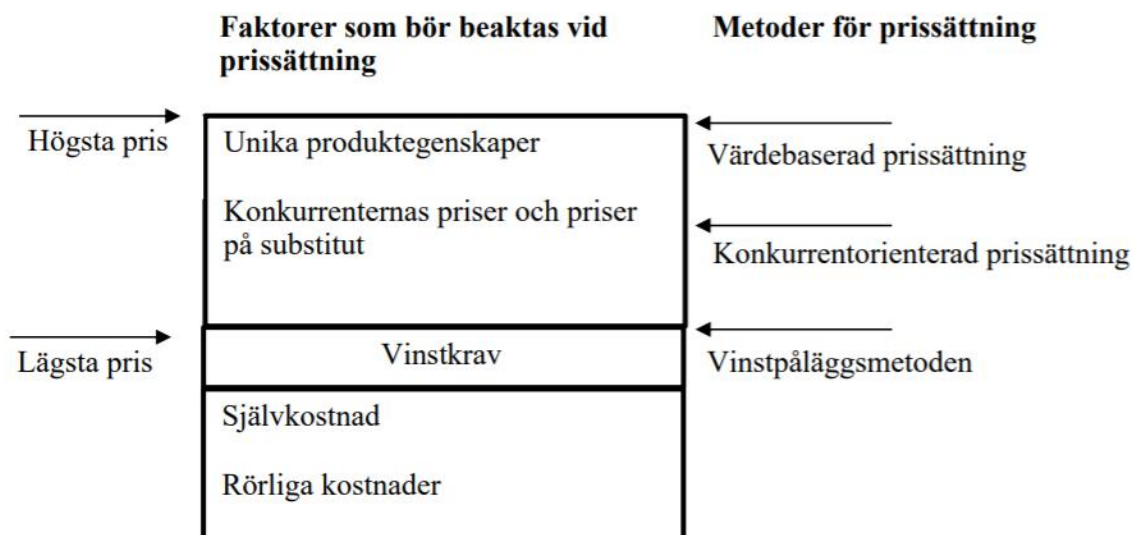 Faktorer som bör beaktas vid
prissättning
Metoder för prissättning
Högsta pris
Unika produktegenskaper
Värdebaserad prissättning
Konkurrenternas priser och priser
på substitut
Konkurrentorienterad prissättning
Lägsta pris
Vinstkrav
Vinstpåläggsmetoden
Självkostnad
Rörliga kostnader